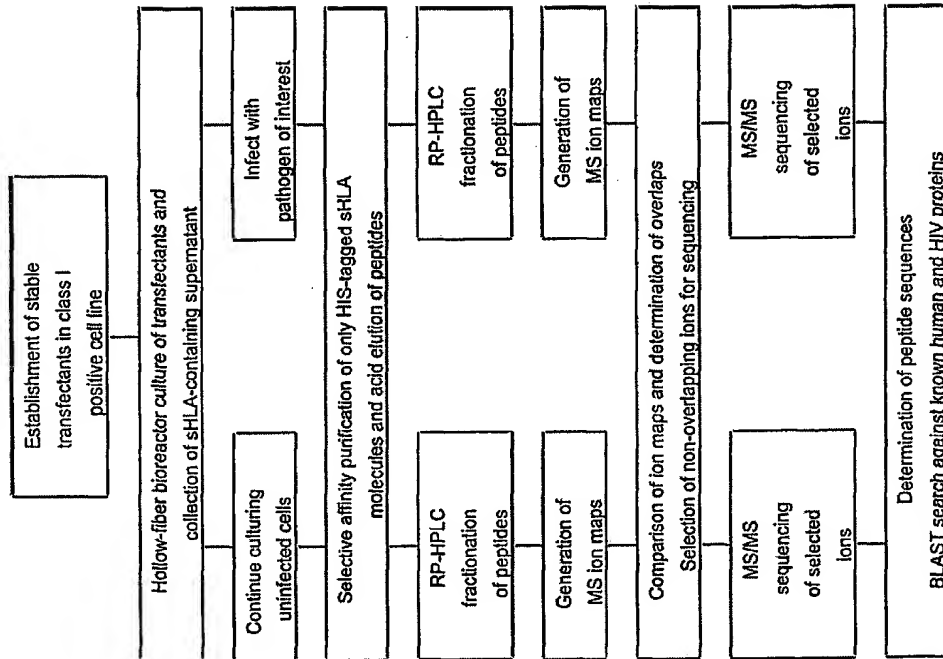 Establishment of stable
transfectants in class I
positive cell line
Hollow-fiber bioreactor culture of transfectants and
collection of sHLA-containing supernatant
Continue culturing
uninfected cells
Infect with
pathogen of interest
Selective affinity purification of only HIS-tagged sHLA
molecules and acid elution of peptides
RP-HPLC
fractionation
of peptides
RP-HPLC
fractionation
of peptides
Generation of
MS ion maps
Generation of
MS ion maps
Comparison of ion maps and determination of overlaps
Selection of non-overlapping ions for sequencing
MS/MS
sequencing
of selected
ions
MS/MS
sequencing
of selected
ions
Determination of peptide sequences
BLAST search against known human and HIV proteins